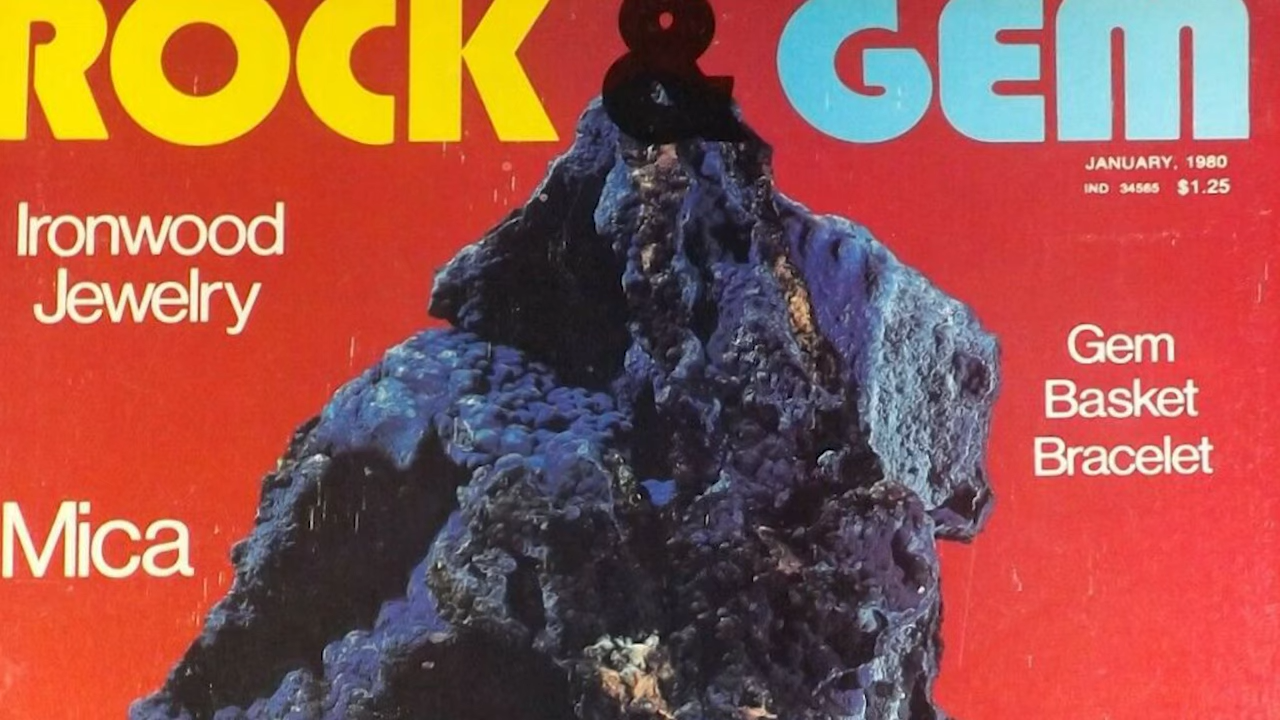 ROCK & GEM
JANUARY, 1980
IND 34565 $1.25
Ironwood
Jewelry
Gem
Basket
Bracelet
Mica